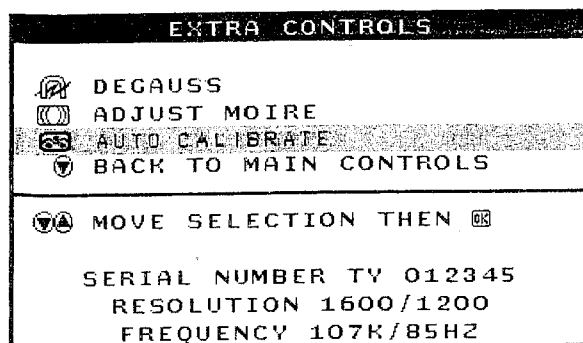 EXTRA CONTROLS
DEGAUSS
ADJUST MOIRE
AUTO CALIBRATE
BACK TO MAIN CONTROLS
MOVE SELECTION THEN OK
SERIAL NUMBER TY 012345
RESOLUTION 1600/1200
FREQUENCY 107K/85HZ